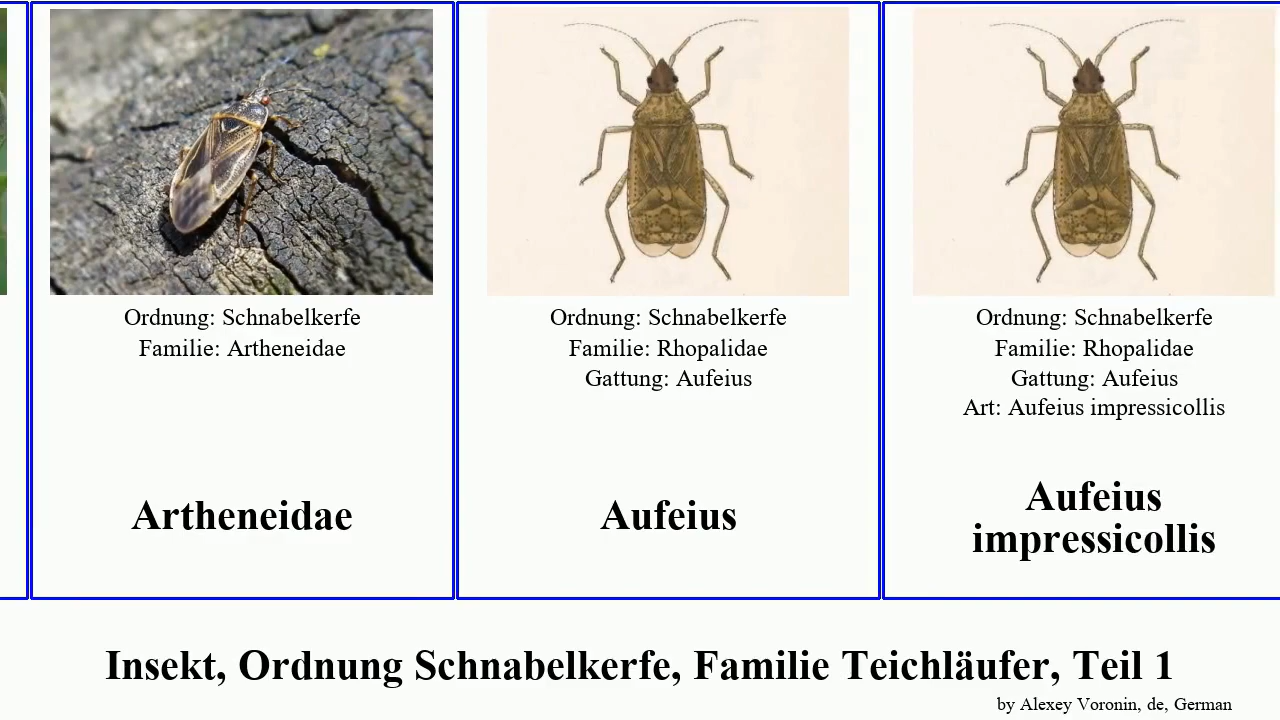 Ordnung: Schnabelkerfe
Familie: Artheneidae
Artheneidae
Ordnung: Schnabelkerfe
Familie: Rhopalidae
Gattung: Aufeius
Aufeius
Ordnung: Schnabelkerfe
Familie: Rhopalidae
Gattung: Aufeius
Art: Aufeius impressicollis
Aufeius
impressicollis
Insekt, Ordnung Schnabelkerfe, Familie Teichläufer, Teil 1
by Alexey Voronin, de, German